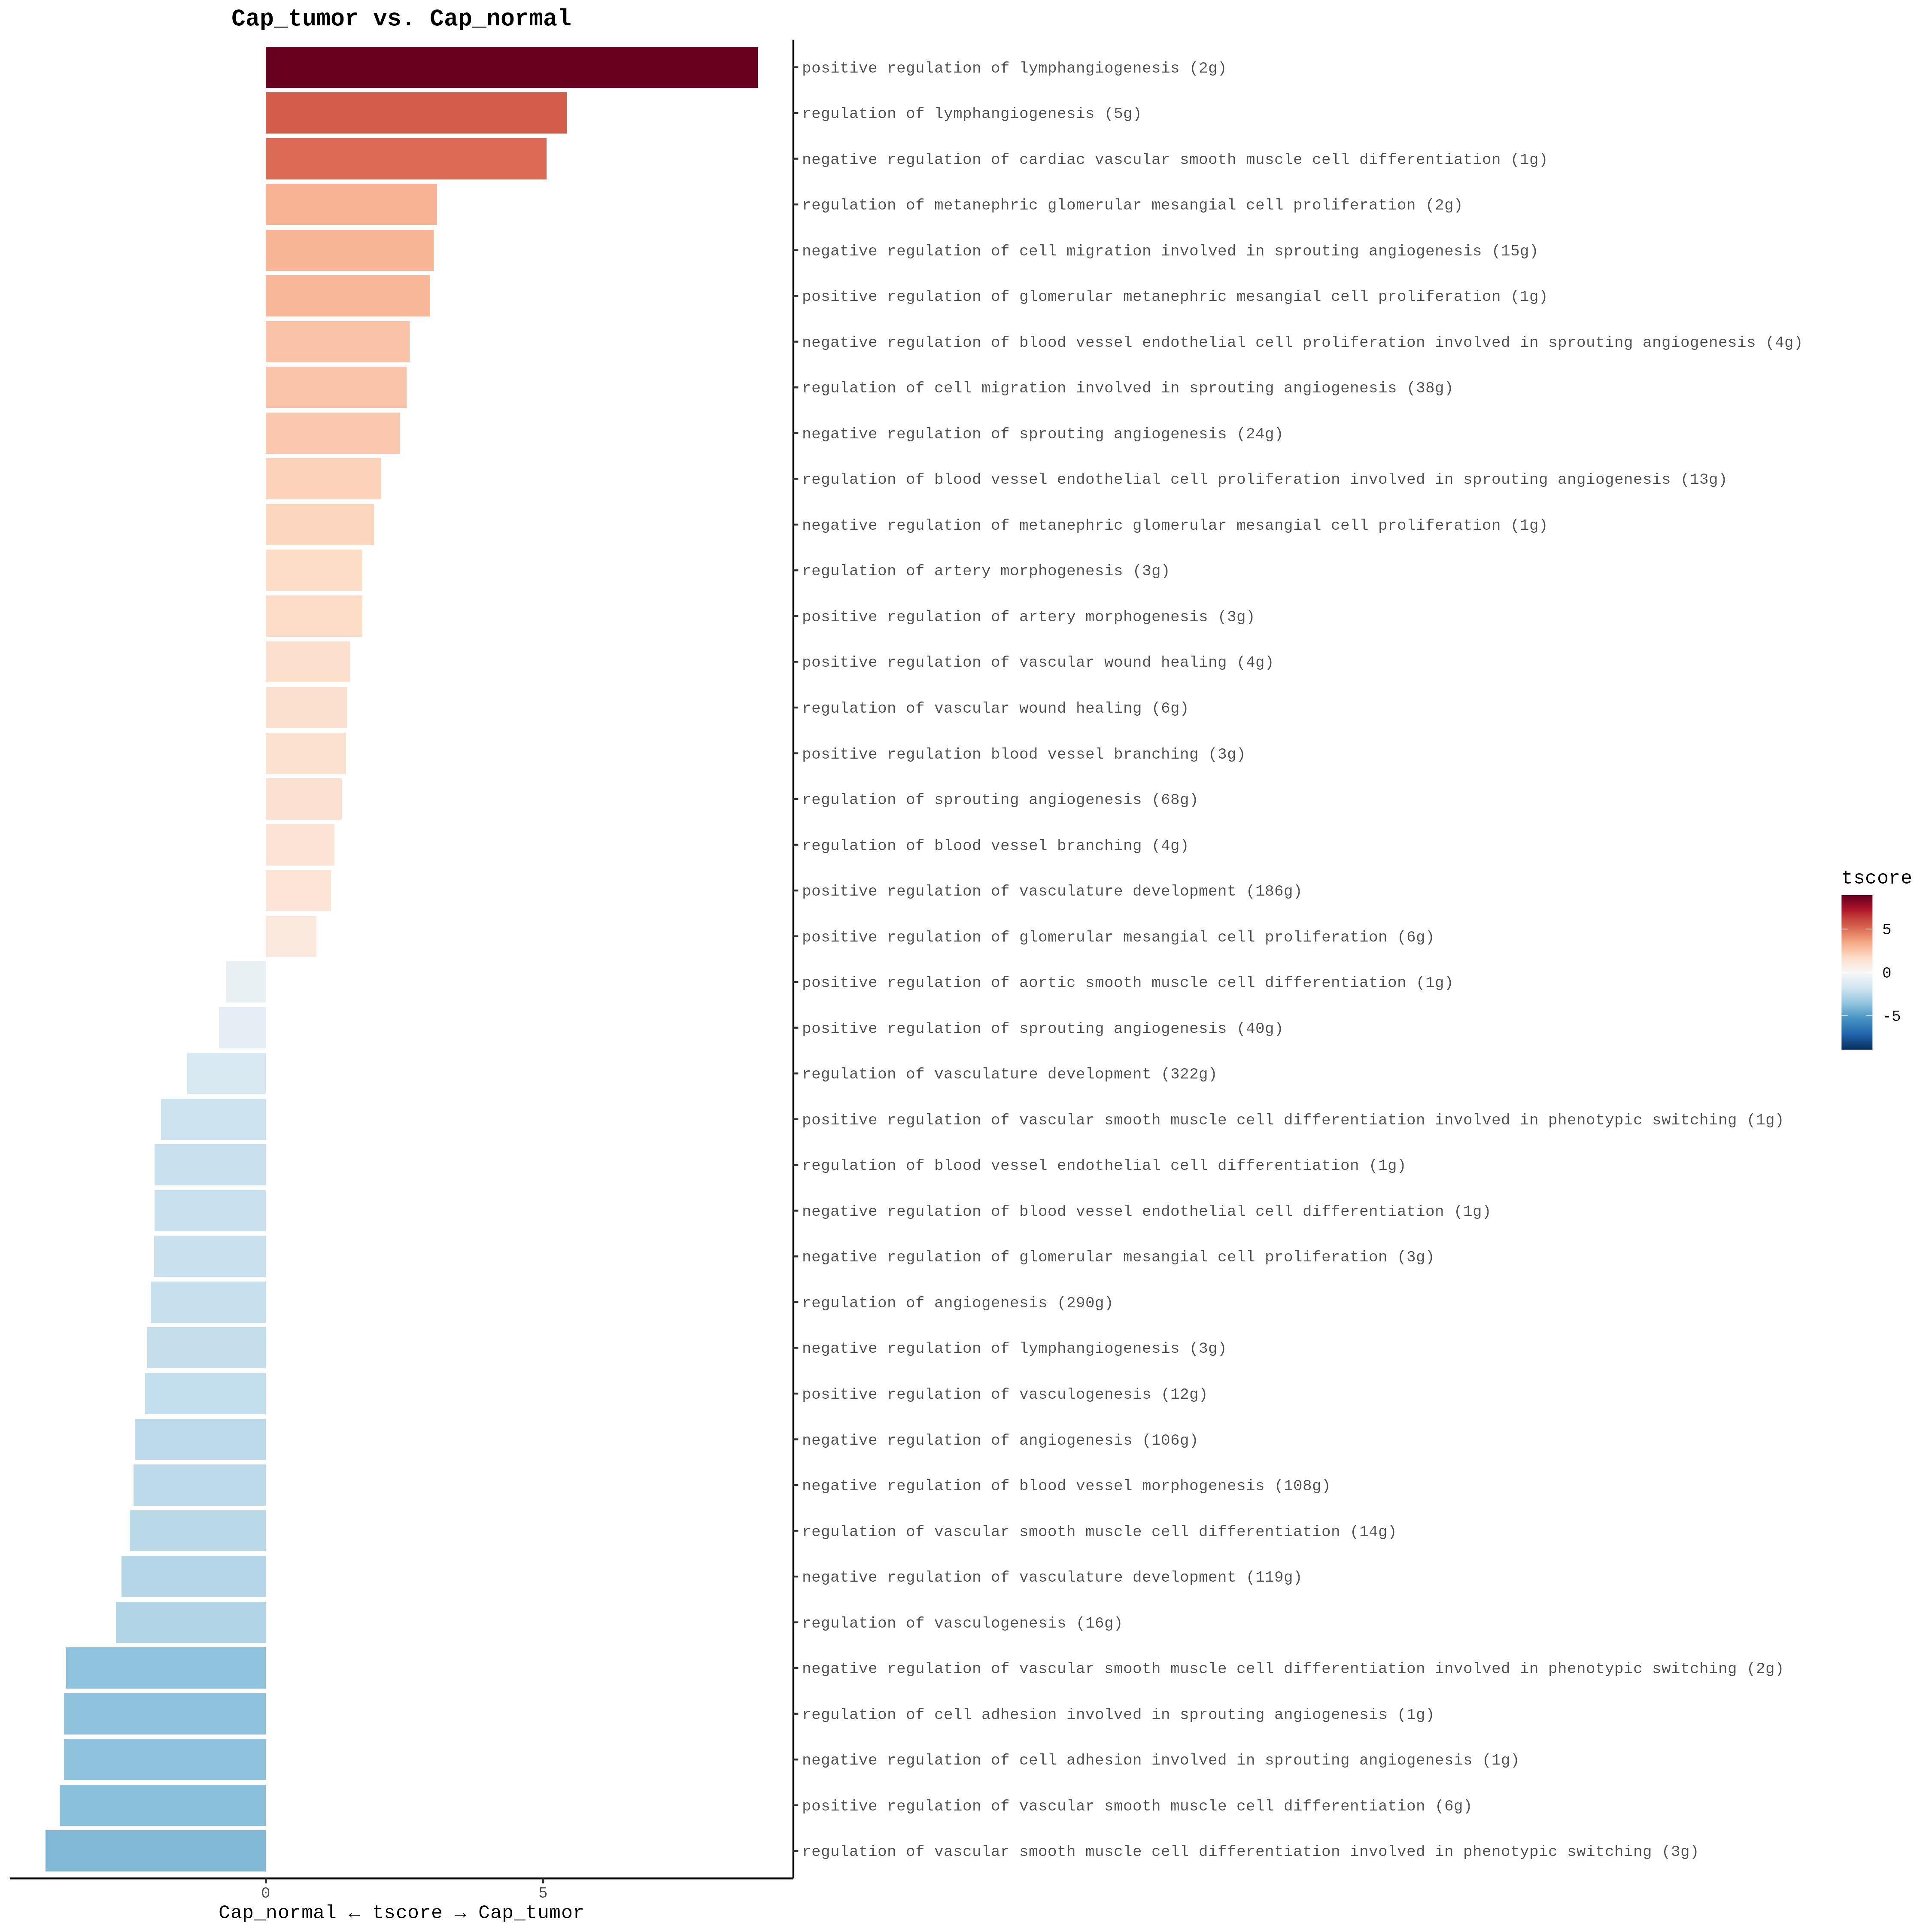 Cap_tumor vs. Cap_normal
positive regulation of lymphangiogenesis (2g)
regulation of lymphangiogenesis (5g)
negative regulation of cardiac vascular smooth muscle cell differentiation (1g)
regulation of metanephric glomerular mesangial cell proliferation (2g)
negative regulation of cell migration involved in sprouting angiogenesis (15g)
positive regulation of glomerular metanephric mesangial cell proliferation (1g)
negative regulation of blood vessel endothelial cell proliferation involved in sprouting angiogenesis (4g)
regulation of cell migration involved in sprouting angiogenesis (38g)
negative regulation of sprouting angiogenesis (24g)
regulation of blood vessel endothelial cell proliferation involved in sprouting angiogenesis (13g)
negative regulation of metanephric glomerular mesangial cell proliferation (1g)
regulation of artery morphogenesis (3g)
positive regulation of artery morphogenesis (3g)
positive regulation of vascular wound healing (4g)
regulation of vascular wound healing (6g)
positive regulation blood vessel branching (3g)
regulation of sprouting angiogenesis (68g)
regulation of blood vessel branching (4g)
positive regulation of vasculature development (186g)
positive regulation of glomerular mesangial cell proliferation (6g)
positive regulation of aortic smooth muscle cell differentiation (1g)
positive regulation of sprouting angiogenesis (40g)
regulation of vasculature development (322g)
positive regulation of vascular smooth muscle cell differentiation involved in phenotypic switching (1g)
regulation of blood vessel endothelial cell differentiation (1g)
negative regulation of blood vessel endothelial cell differentiation (1g)
negative regulation of glomerular mesangial cell proliferation (3g)
regulation of angiogenesis (290g)
negative regulation of lymphangiogenesis (3g)
positive regulation of vasculogenesis (12g)
negative regulation of angiogenesis (106g)
negative regulation of blood vessel morphogenesis (108g)
regulation of vascular smooth muscle cell differentiation (14g)
negative regulation of vasculature development (119g)
regulation of vasculogenesis (16g)
negative regulation of vascular smooth muscle cell differentiation involved in phenotypic switching (2g)
regulation of cell adhesion involved in sprouting angiogenesis (1g)
negative regulation of cell adhesion involved in sprouting angiogenesis (1g)
positive regulation of vascular smooth muscle cell differentiation (6g)
regulation of vascular smooth muscle cell differentiation involved in phenotypic switching (3g)
0 5
Cap_normal ← tscore → Cap_tumor
tscore
5
0
-5